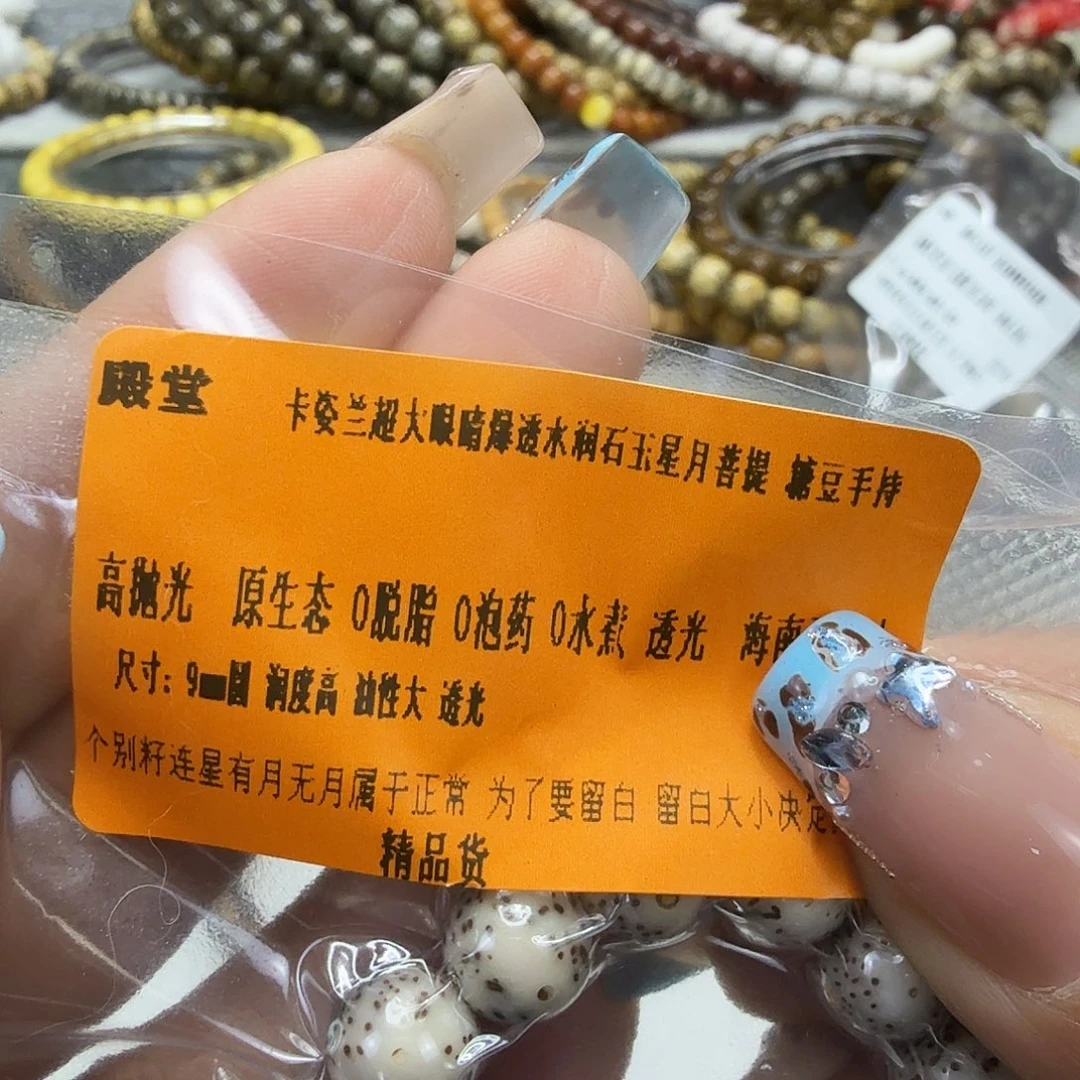 殿堂
卡姿兰超大眼睛爆透水润石玉星月菩提 糖豆手持
高抛光 原生态 0脱脂 0泡药 0水煮 透光 海南
尺寸: 9mm圆 润度高 油性大 透光
个别籽连星有月无月属于正常 为了要留白 留白大小决定
精品货